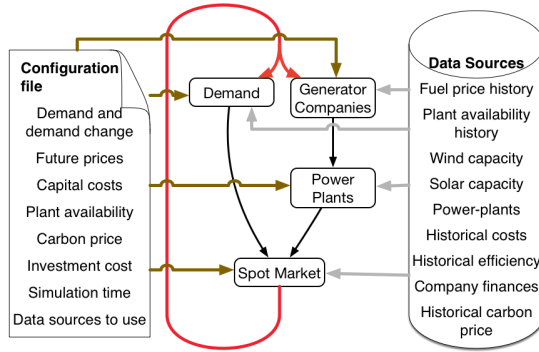 Configuration
file
Demand and
demand change
Future prices
Capital costs
Plant availability
Carbon price
Investment cost
Simulation time
Data sources to use
Demand
Generator
Companies
Power
Plants
Spot Market
Data Sources
Fuel price history
Plant availability
history
Wind capacity
Solar capacity
Power-plants
Historical costs
Historical efficiency
Company finances
Historical carbon
price